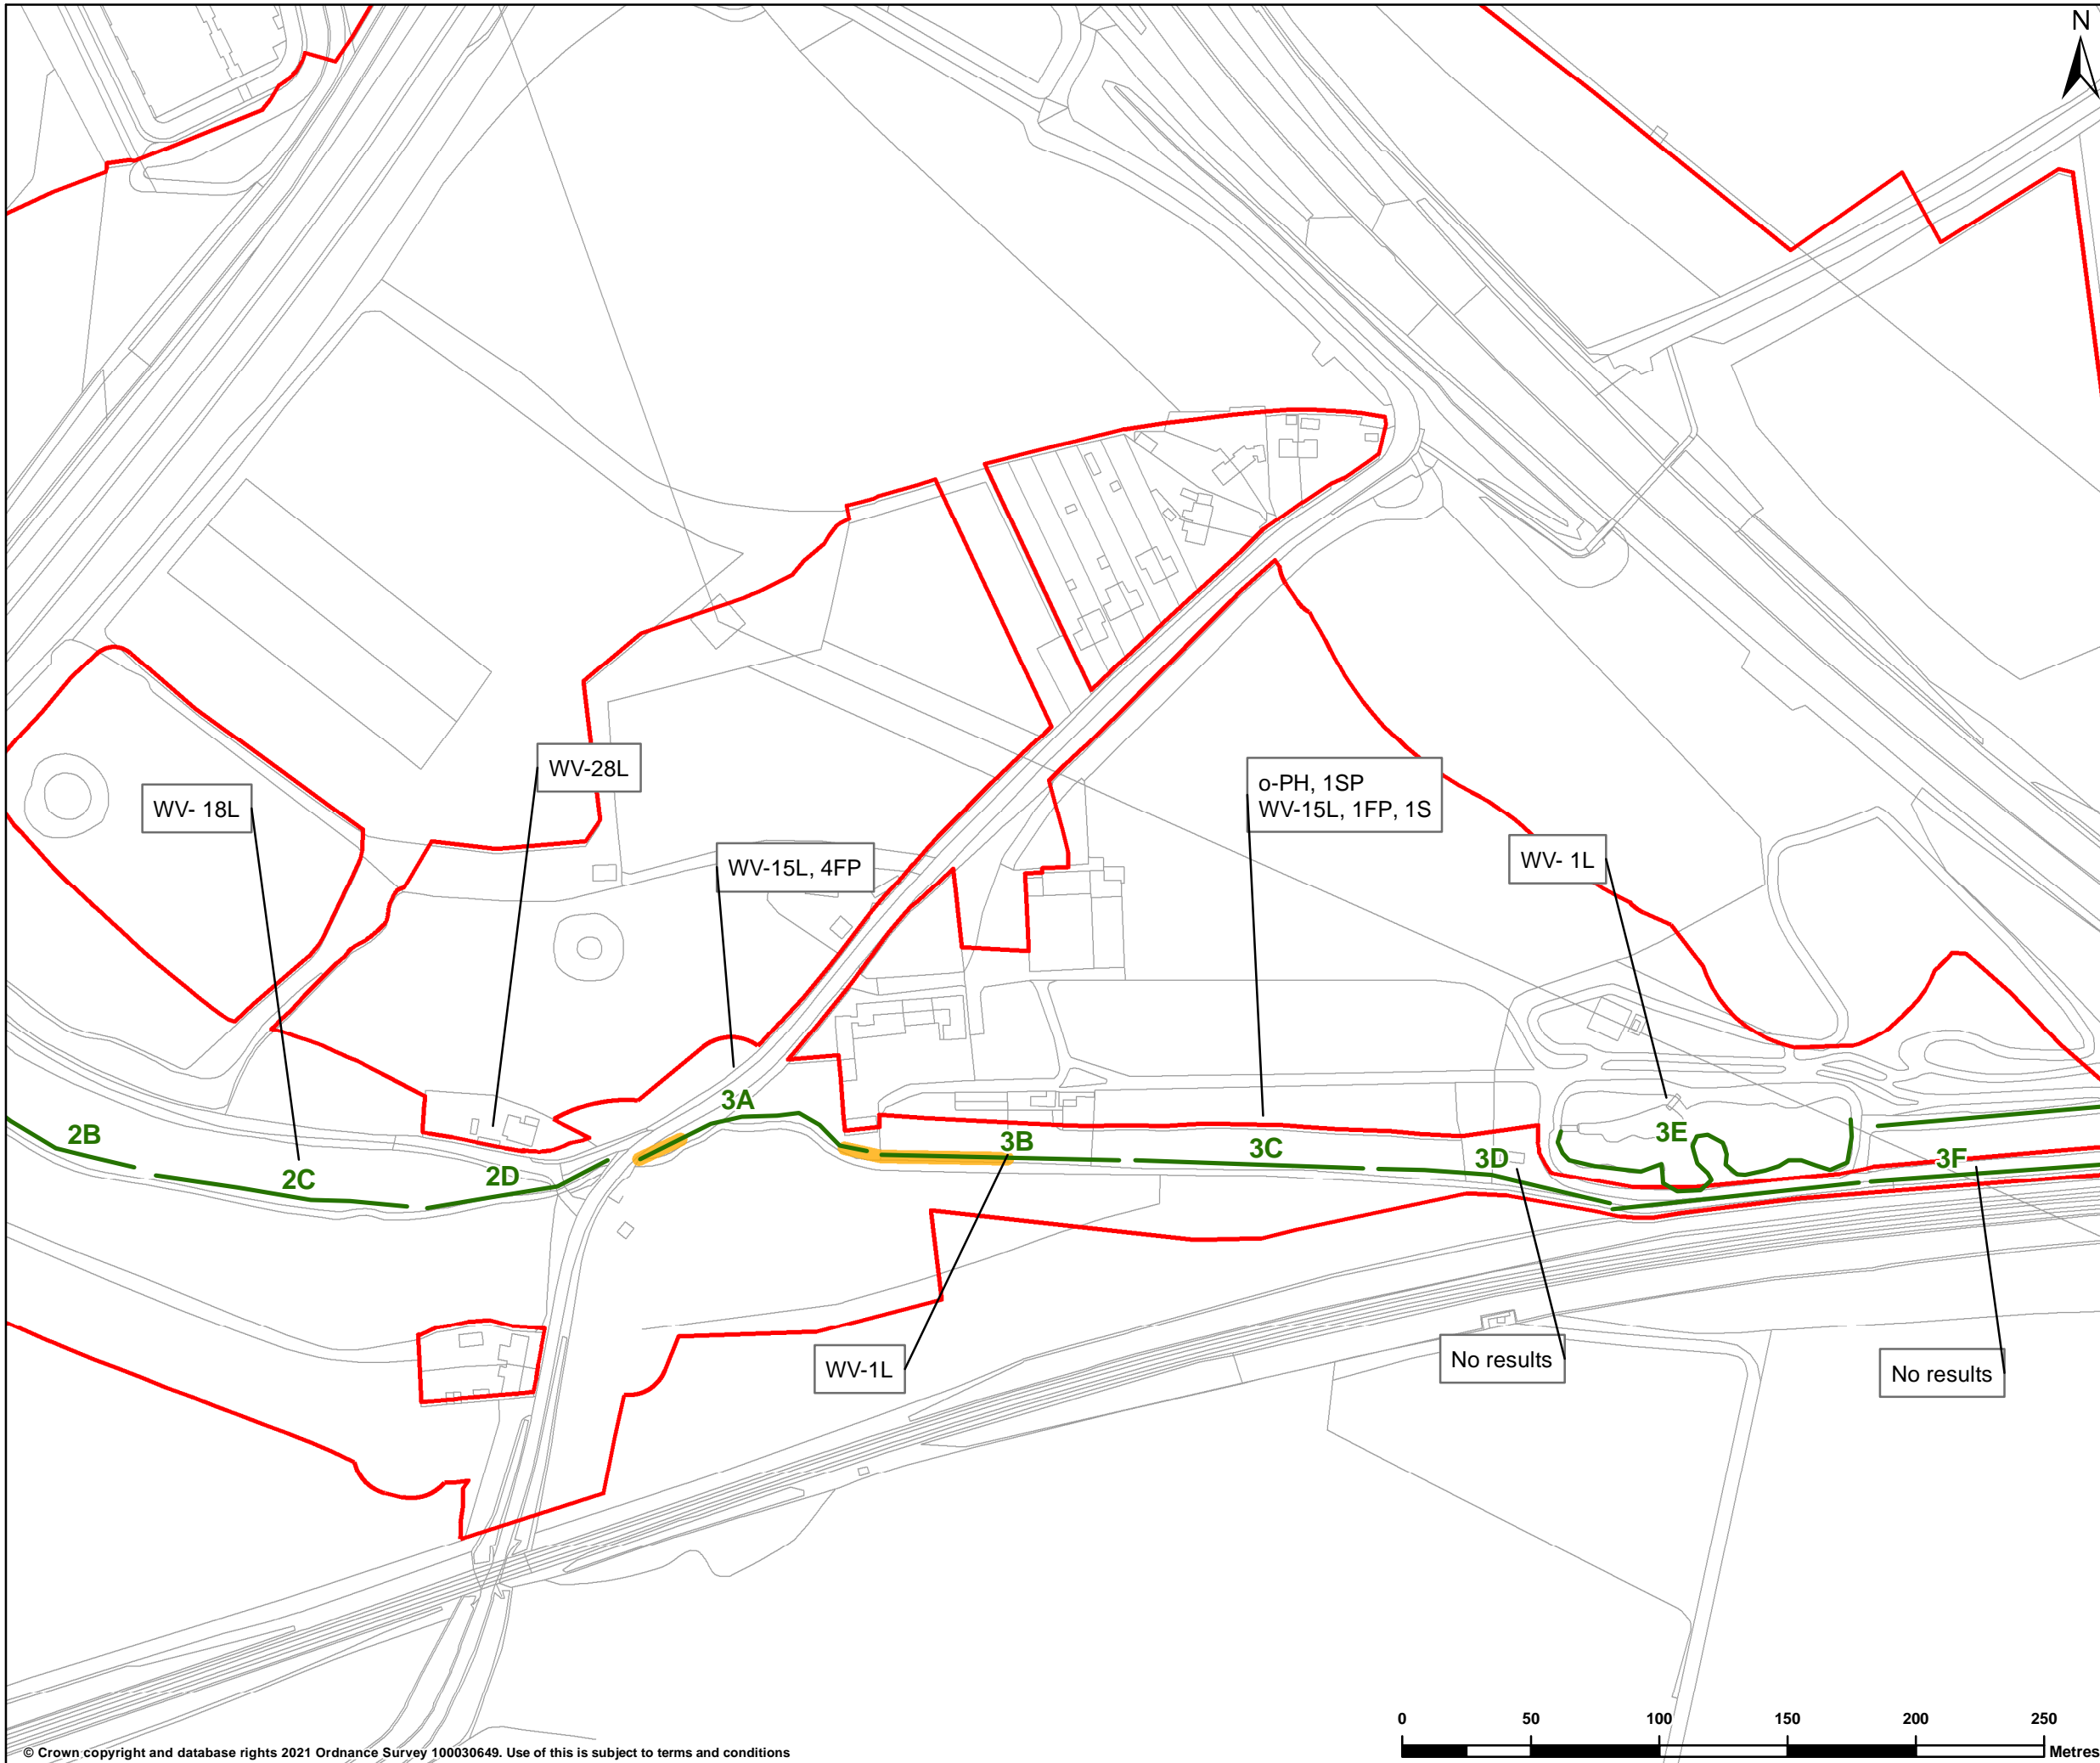 N
WV-28L
WV- 18L
o-PH, 1SP
WV-15L, 1FP, 1S
WV-15L, 4FP
WV- 1L
3A
2B
3B
3C
3D
3E
3F
2C
2D
WV-1L
No results
No results
0 50 100 150 200 250
Metres
© Crown copyright and database rights 2021 Ordnance Survey 100030649. Use of this is subject to terms and conditions